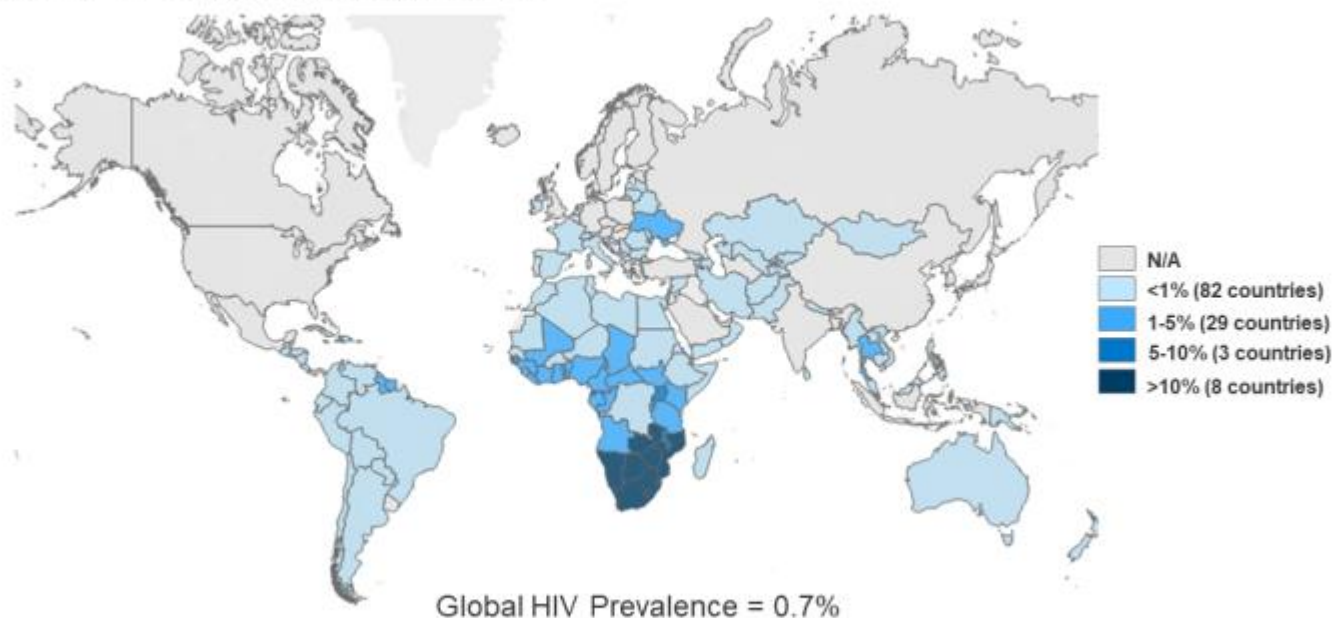 N/A
<1% (82 countries)
1-5% (29 countries)
5-10% (3 countries)
>10% (8 countries)
Global HIV Prevalence = 0.7%